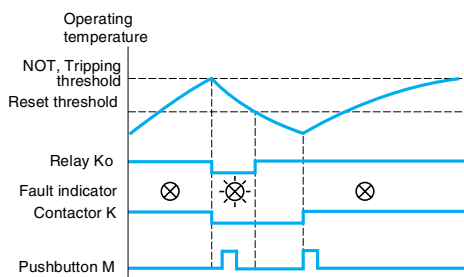 Operating
temperature
NOT, Tripping
threshold
Reset threshold
Relay Ko
Fault indicator
Contactor K
Pushbutton M